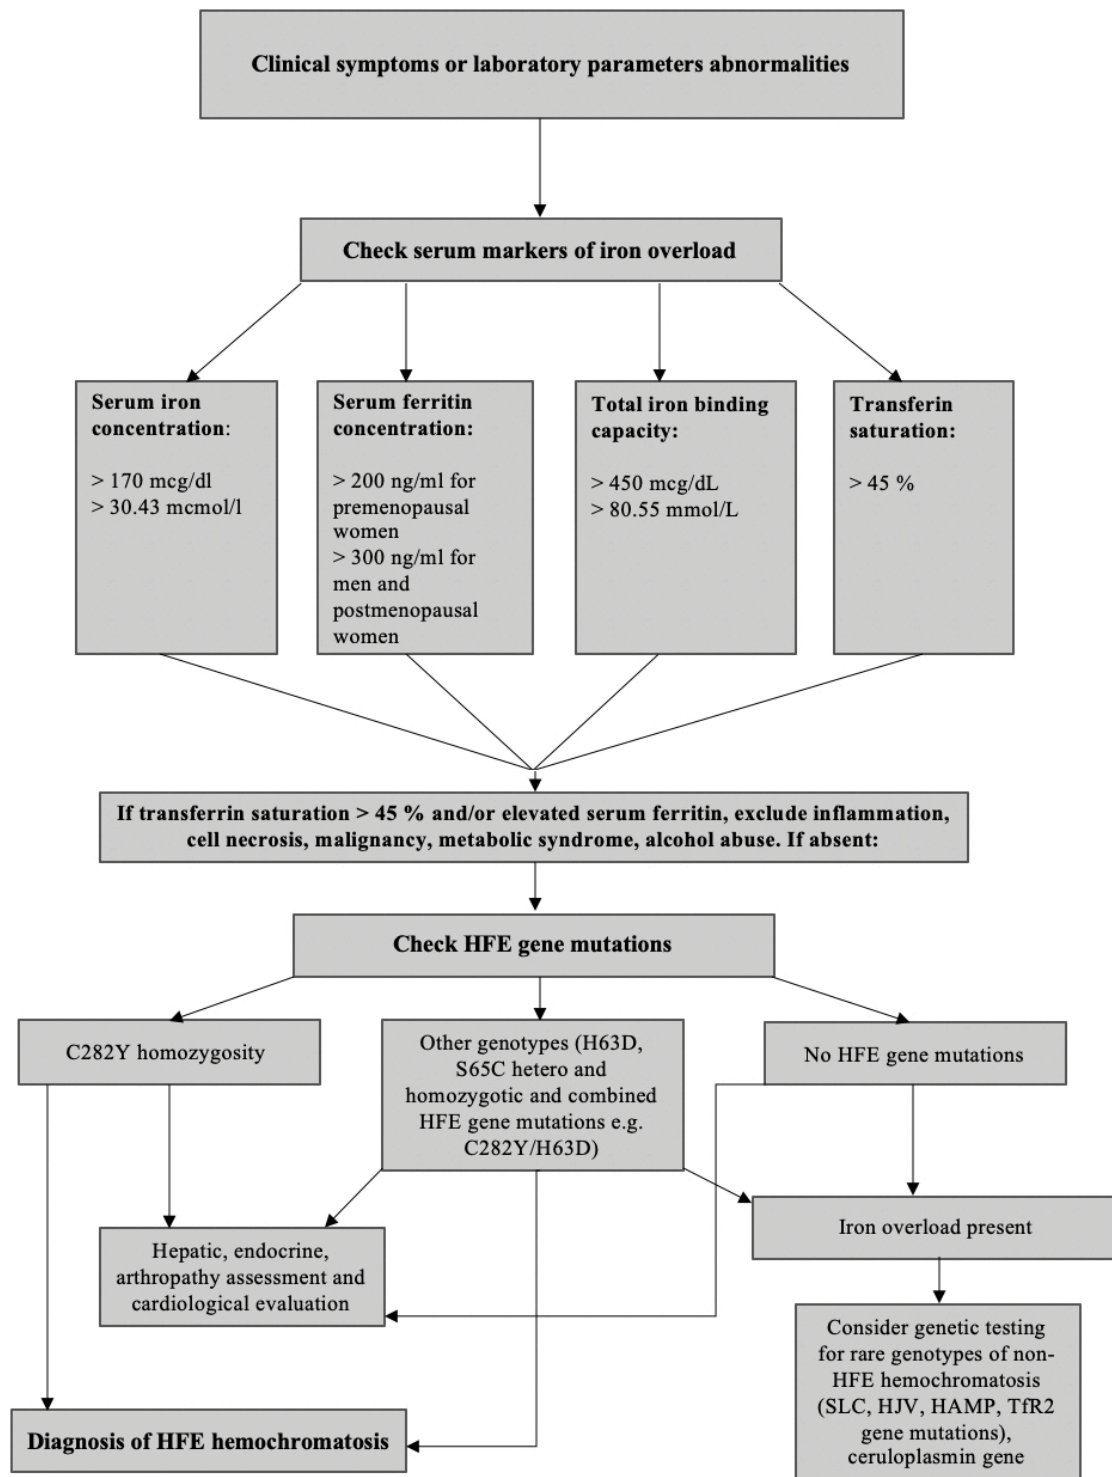 Clinical symptoms or laboratory parameters abnormalities
Check serum markers of iron overload
Serum iron
concentration:
> 170 mcg/dl
> 30.43 mcmol/l
Serum ferritin
concentration:
> 200 ng/ml for
premenopausal
women
> 300 ng/ml for
men and
postmenopausal
women
Total iron binding
capacity:
> 450 mcg/dL
> 80.55 mmol/L
Transferin
saturation:
> 45 %
If transferrin saturation > 45 % and/or elevated serum ferritin, exclude inflammation,
cell necrosis, malignancy, metabolic syndrome, alcohol abuse. If absent:
Check HFE gene mutations
C282Y homozygosity
Other genotypes (H63D,
S65C hetero and
homozygotic and combined
HFE gene mutations e.g.
C282Y/H63D)
No HFE gene mutations
Hepatic, endocrine,
arthropathy assessment and
cardiological evaluation
Iron overload present
Consider genetic testing
for rare genotypes of non-
HFE hemochromatosis
(SLC, HJV, HAMP, TfR2
gene mutations),
ceruloplasmin gene
Diagnosis of HFE hemochromatosis